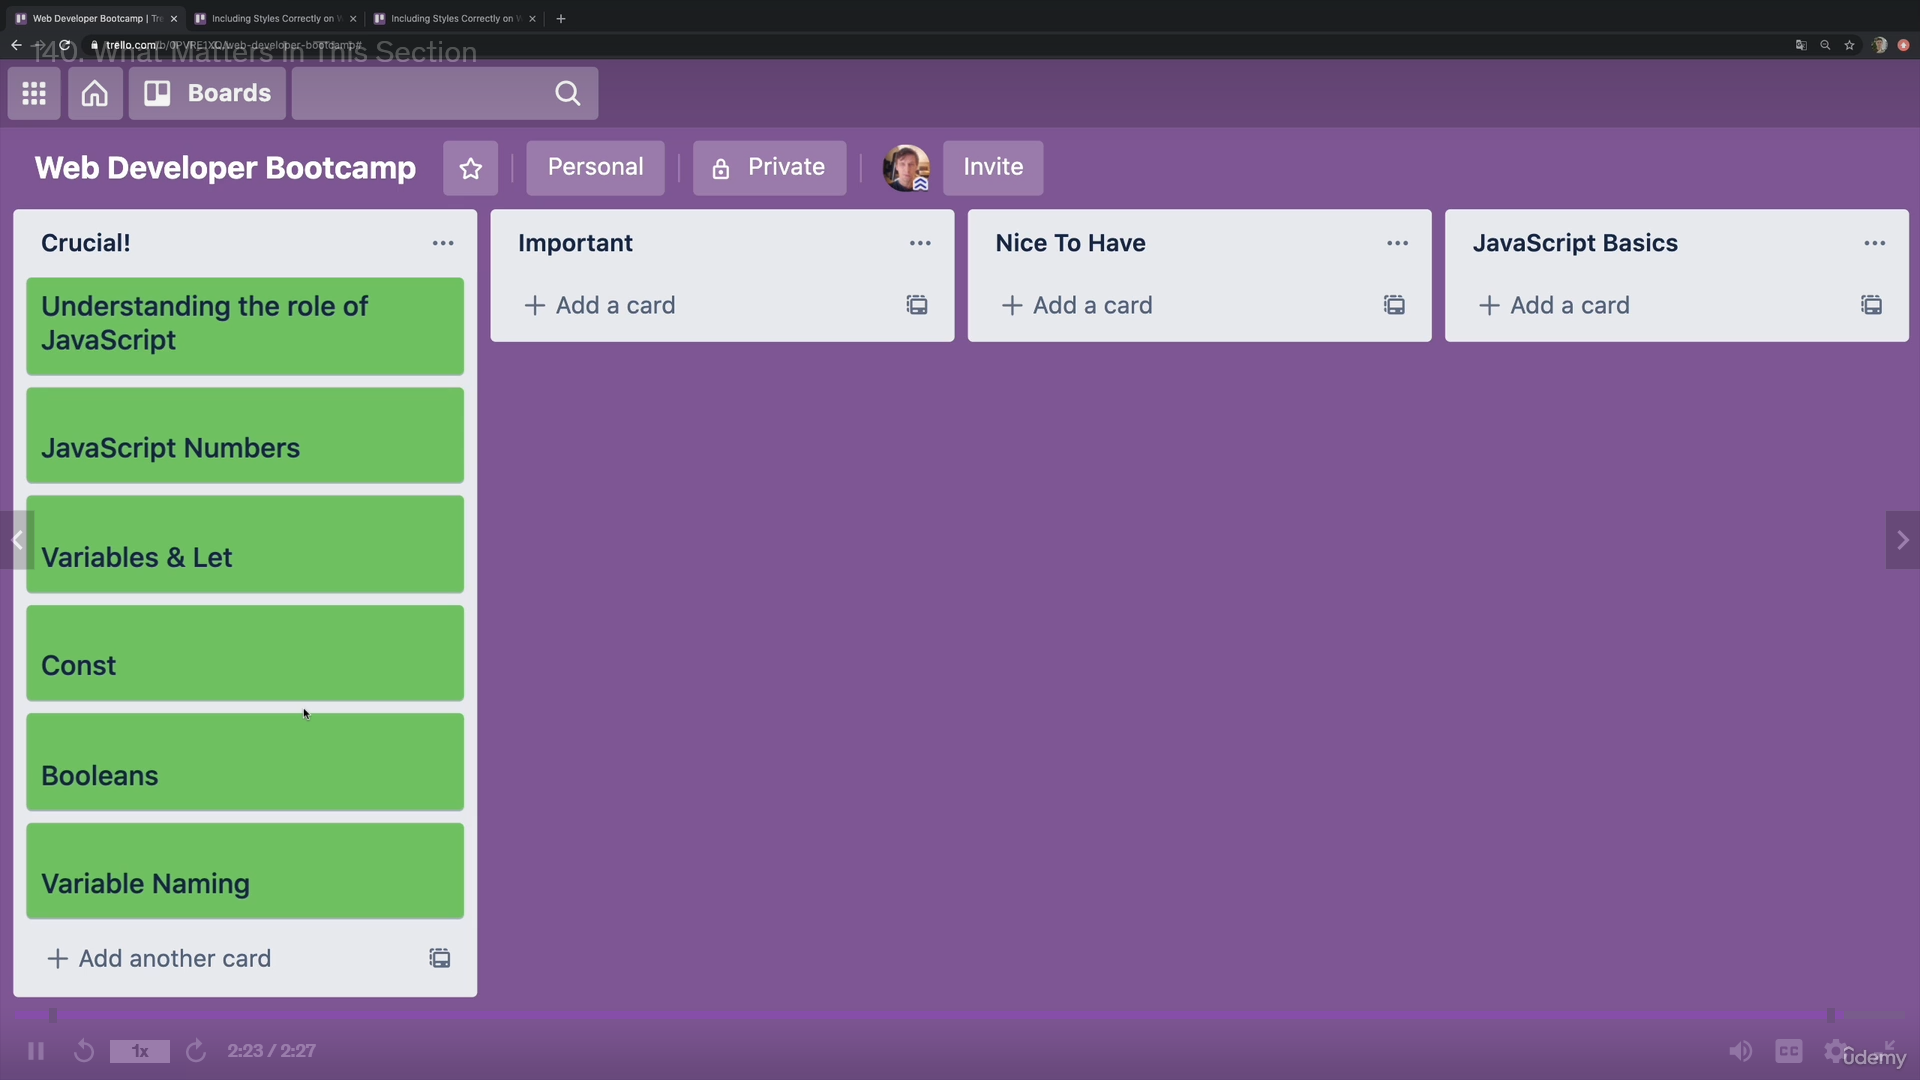 Web Developer Bootcamp | Tre
Including Styles Correctly on W
Including Styles Correctly on W
trello.com/b/0PVRE1XQ/web-developer-bootcamp#
140. What Matters In This Section
Boards
Web Developer Bootcamp
Personal
Private
Invite
Crucial!
Important
Nice To Have
JavaScript Basics
Understanding the role of
JavaScript
Add a card
Add a card
Add a card
JavaScript Numbers
Variables & Let
Const
Booleans
Variable Naming
Add another card
1x
2:23 / 2:27
CC
ûdemy